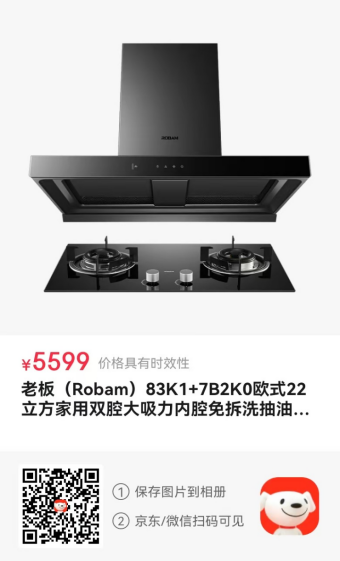 ROBAM
¥5599 价格具有时效性
老板（Robam）83K1+7B2K0欧式22
立方家用双腔大吸力内腔免拆洗抽油...
① 保存图片到相册
② 京东/微信扫码可见